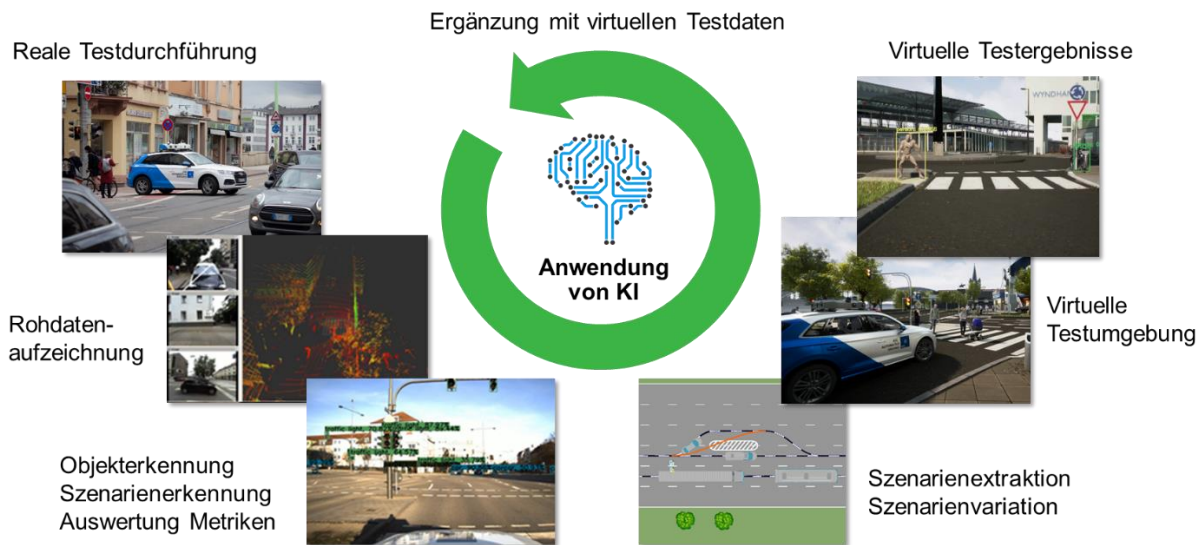 Ergänzung mit virtuellen Testdaten
Reale Testdurchführung
Virtuelle Testergebnisse
WYNDHA
Anwendung
von KI
Rohdaten-
aufzeichnung
Virtuelle
Testumgebung
Objekterkennung
Szenarienerkennung
Auswertung Metriken
Szenarienextraktion
Szenarienvariation